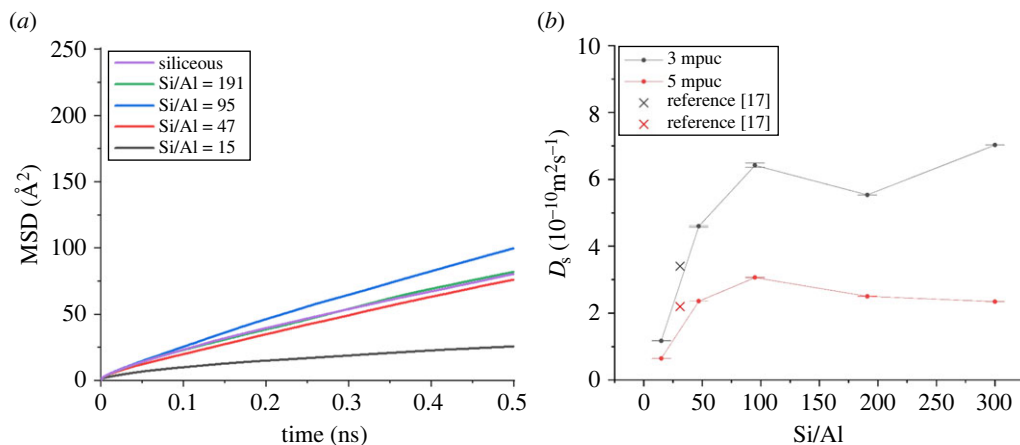 (a)
250
200
150
100
50
0
MSD (Å²)
siliceous
Si/Al = 191
Si/Al = 95
Si/Al = 47
Si/Al = 15
0 0.1 0.2 0.3 0.4 0.5
time (ns)
(b)
10
8
6
4
2
0
Dₛ (10⁻¹⁰m²s⁻¹)
3 mpuc
5 mpuc
reference [17]
reference [17]
0 50 100 150 200 250 300
Si/Al